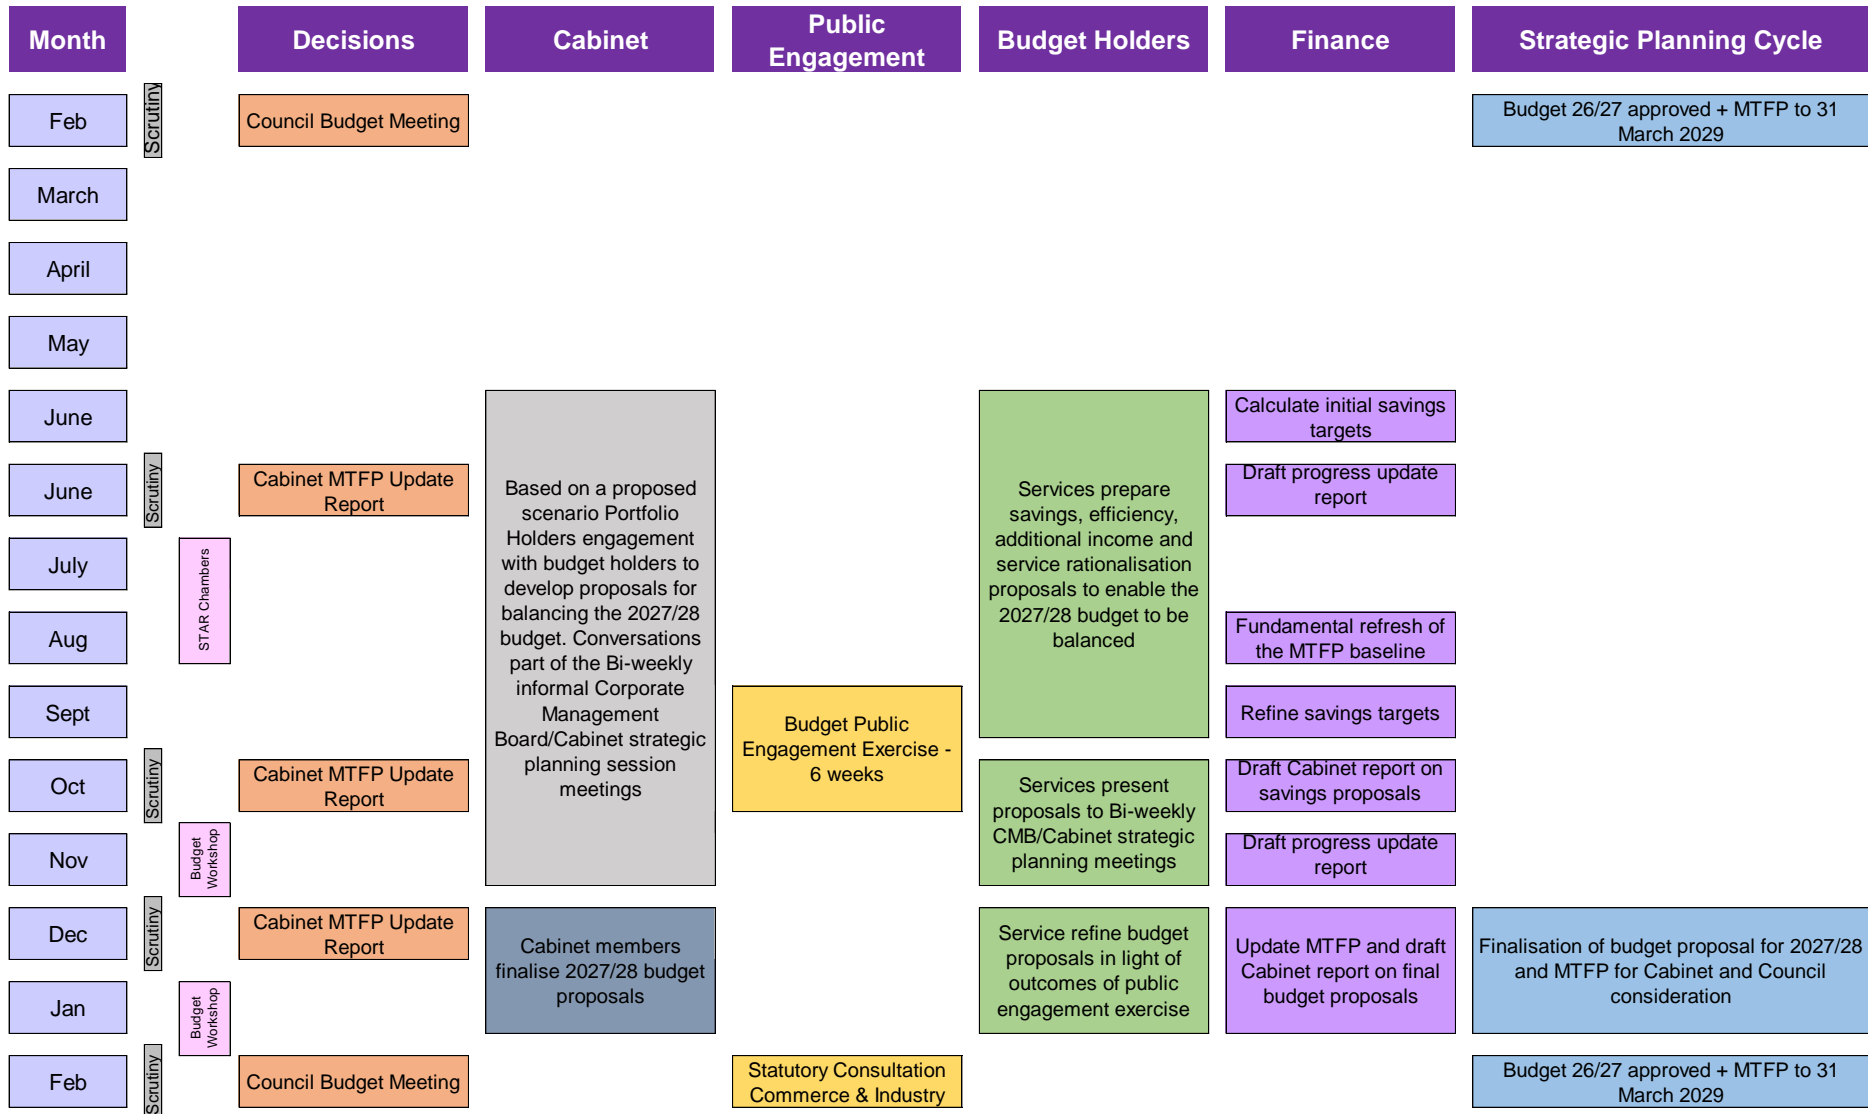 Month
Decisions
Cabinet
Public
Engagement
Budget Holders
Finance
Strategic Planning Cycle
Feb
Scrutiny
Council Budget Meeting
Budget 26/27 approved + MTFP to 31
March 2029
March
April
May
June
Calculate initial savings
targets
June
Scrutiny
Cabinet MTFP Update
Report
Draft progress update
report
Based on a proposed
scenario Portfolio
Holders engagement
with budget holders to
develop proposals for
balancing the 2027/28
budget. Conversations
part of the Bi-weekly
informal Corporate
Management
Board/Cabinet strategic
planning session
meetings
Services prepare
savings, efficiency,
additional income and
service rationalisation
proposals to enable the
2027/28 budget to be
balanced
July
STAR Chambers
Aug
Fundamental refresh of
the MTFP baseline
Sept
Budget Public
Engagement Exercise -
6 weeks
Refine savings targets
Oct
Scrutiny
Cabinet MTFP Update
Report
Services present
proposals to Bi-weekly
CMB/Cabinet strategic
planning meetings
Draft Cabinet report on
savings proposals
Nov
Budget
Workshop
Draft progress update
report
Dec
Scrutiny
Cabinet MTFP Update
Report
Cabinet members
finalise 2027/28 budget
proposals
Service refine budget
proposals in light of
outcomes of public
engagement exercise
Update MTFP and draft
Cabinet report on final
budget proposals
Finalisation of budget proposal for 2027/28
and MTFP for Cabinet and Council
consideration
Jan
Budget
Workshop
Feb
Scrutiny
Council Budget Meeting
Statutory Consultation
Commerce & Industry
Budget 26/27 approved + MTFP to 31
March 2029